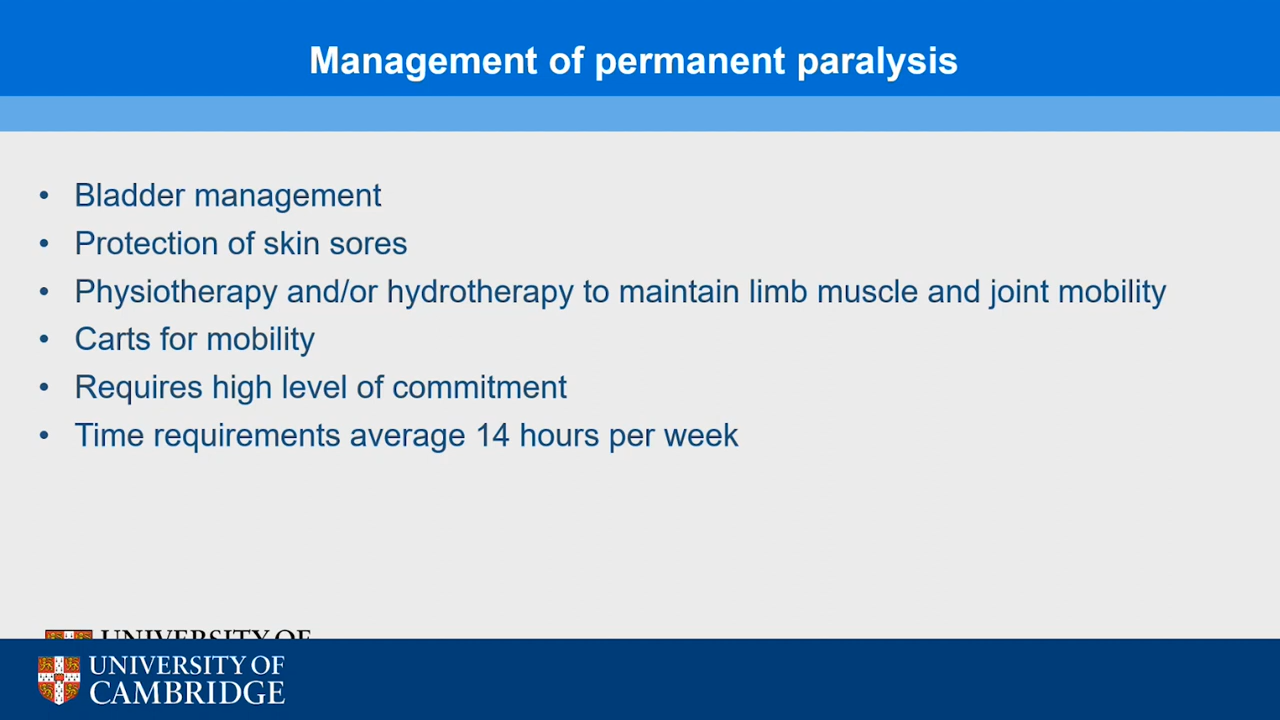 Management of permanent paralysis
• Bladder management
• Protection of skin sores
• Physiotherapy and/or hydrotherapy to maintain limb muscle and joint mobility
• Carts for mobility
• Requires high level of commitment
• Time requirements average 14 hours per week
UNIVERSITY OF
UNIVERSITY OF
CAMBRIDGE